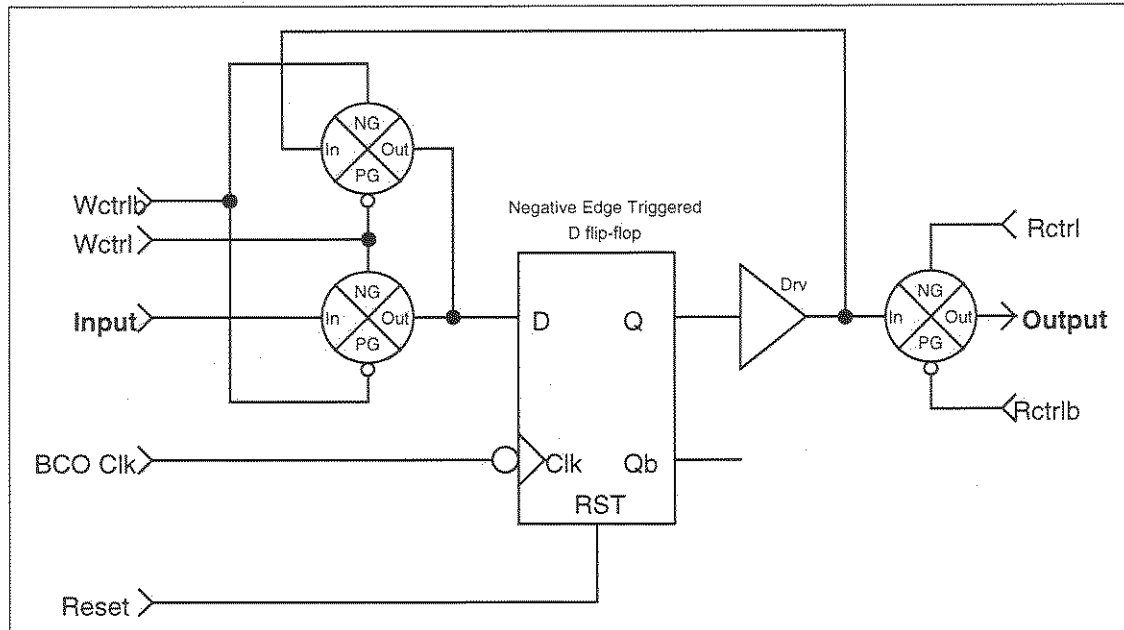 NG
In
Out
PG
Wctrlb
Negative Edge Triggered
D flip-flop
Wctrl
Rctrl
Drv
NG
In
Out
PG
Input
D
Q
NG
In
Out
PG
Output
Rctrlb
BCO Clk
Clk
Qb
RST
Reset